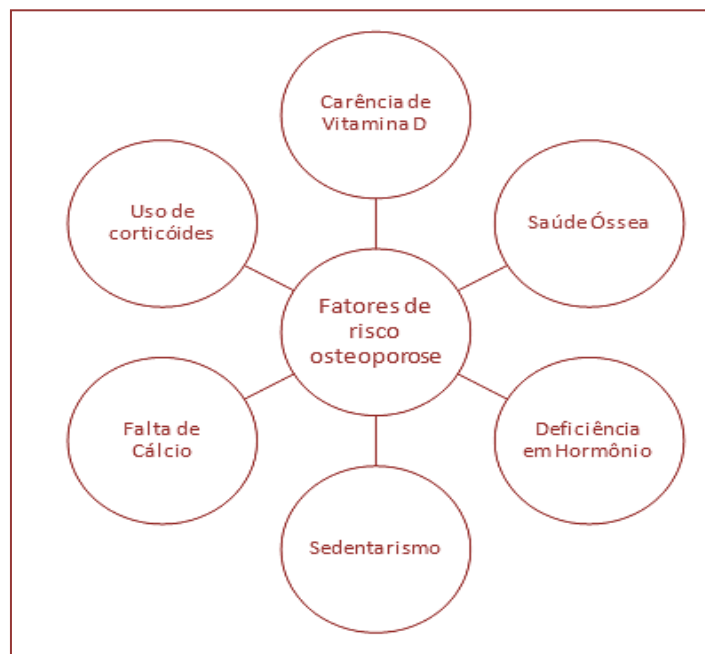 Carência de
Vitamina D
Uso de
corticóides
Saúde Óssea
Fatores de
risco
osteoporose
Falta de
Cálcio
Deficiência
em Hormônio
Sedentarismo